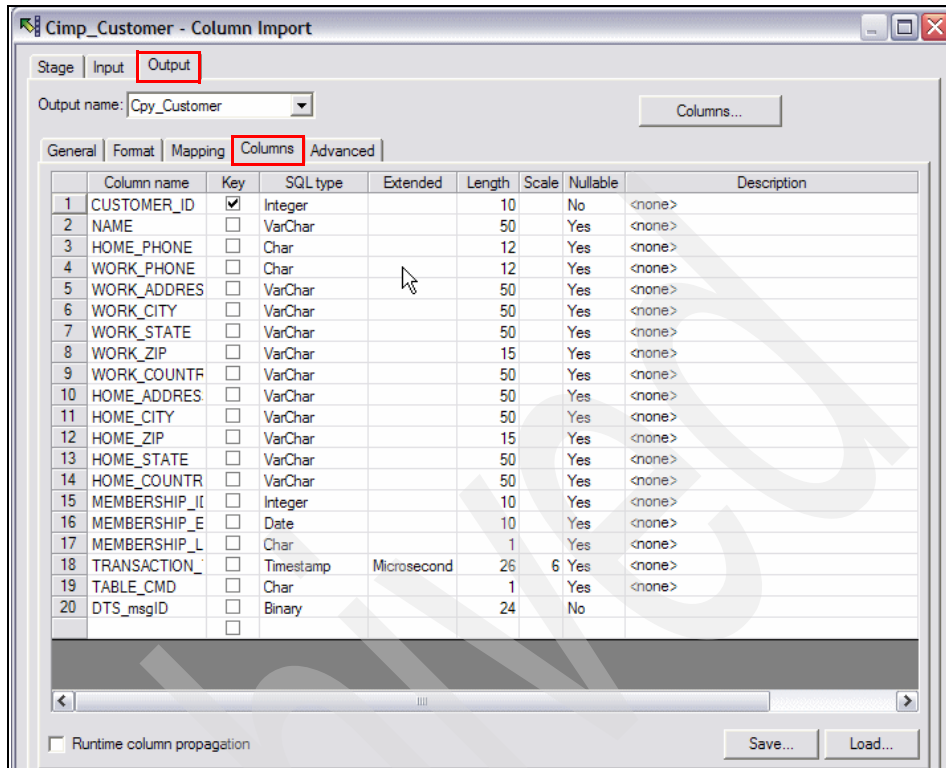 Cimp_Customer - Column Import
Stage Input Output
Output name: Cpy_Customer Columns...
General Format Mapping Columns Advanced
Column name Key SQL type Extended Length Scale Nullable Description
1 CUSTOMER_ID Integer 10 No <none>
2 NAME VarChar 50 Yes <none>
3 HOME_PHONE Char 12 Yes <none>
4 WORK_PHONE Char 12 Yes <none>
5 WORK_ADDRES VarChar 50 Yes <none>
6 WORK_CITY VarChar 50 Yes <none>
7 WORK_STATE VarChar 50 Yes <none>
8 WORK_ZIP VarChar 15 Yes <none>
9 WORK_COUNTR VarChar 50 Yes <none>
10 HOME_ADDRES VarChar 50 Yes <none>
11 HOME_CITY VarChar 50 Yes <none>
12 HOME_ZIP VarChar 15 Yes <none>
13 HOME_STATE VarChar 50 Yes <none>
14 HOME_COUNTR VarChar 50 Yes <none>
15 MEMBERSHIP_I Integer 10 Yes <none>
16 MEMBERSHIP_E Date 10 Yes <none>
17 MEMBERSHIP_L Char 1 Yes <none>
18 TRANSACTION_ Timestamp Microsecond 26 6 Yes <none>
19 TABLE_CMD Char 1 Yes <none>
20 DTS_msgID Binary 24 No
Runtime column propagation Save... Load...